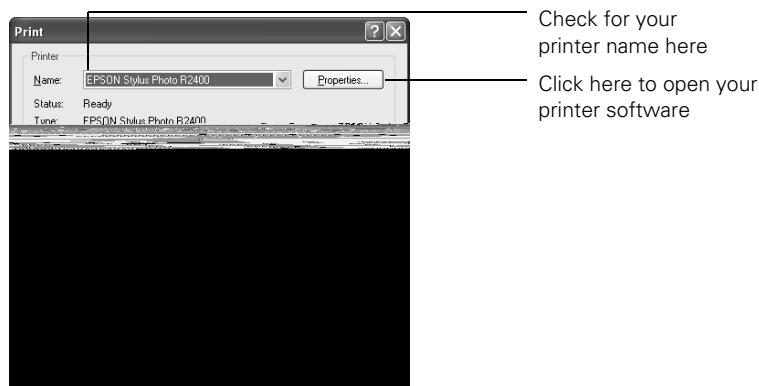 Print
Check for your
printer name here
Printer
Name: EPSON Stylus Photo R2400 Properties...
Click here to open your
printer software
Status: Ready
Type: EPSON Stylus Photo R2400